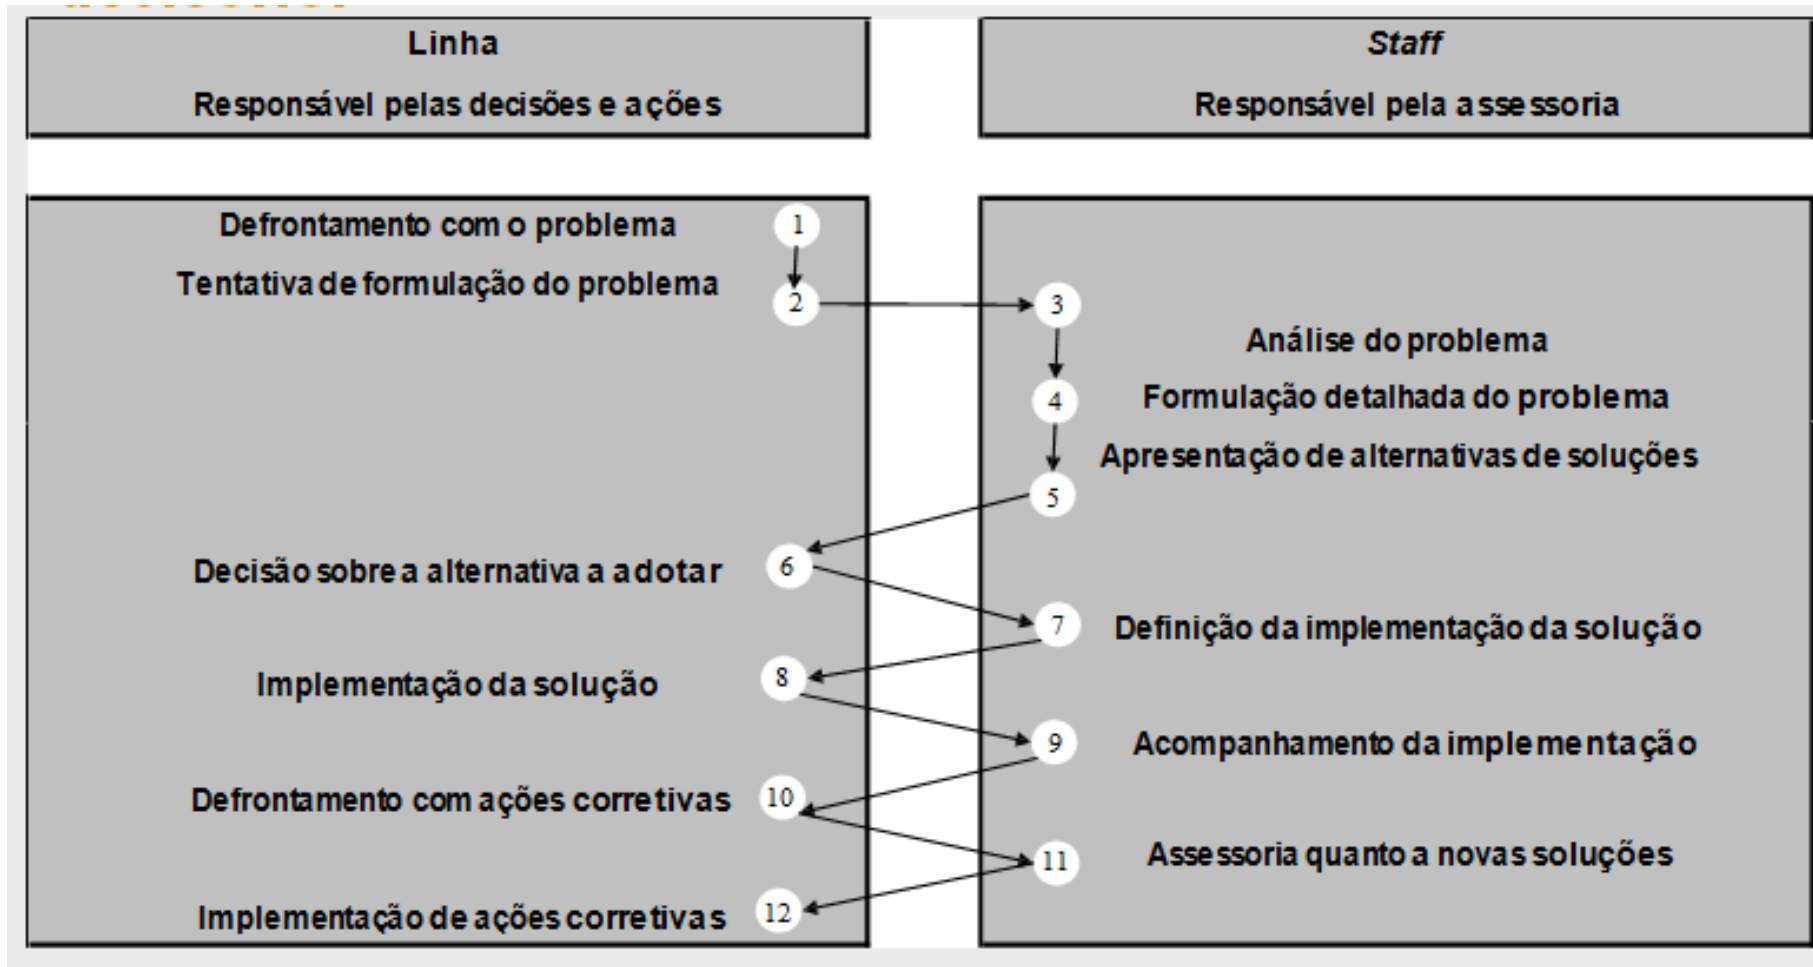 Linha
Responsável pelas decisões e ações
Staff
Responsável pela assessoria
Defrontamento com o problema
1
Tentativa de formulação do problema
2
3
Análise do problema
4
Formulação detalhada do problema
Apresentação de alternativas de soluções
5
Decisão sobre a alternativa a adotar
6
7
Definição da implementação da solução
Implementação da solução
8
9
Acompanhamento da implementação
Defrontamento com ações corretivas
10
11
Assessoria quanto a novas soluções
Implementação de ações corretivas
12